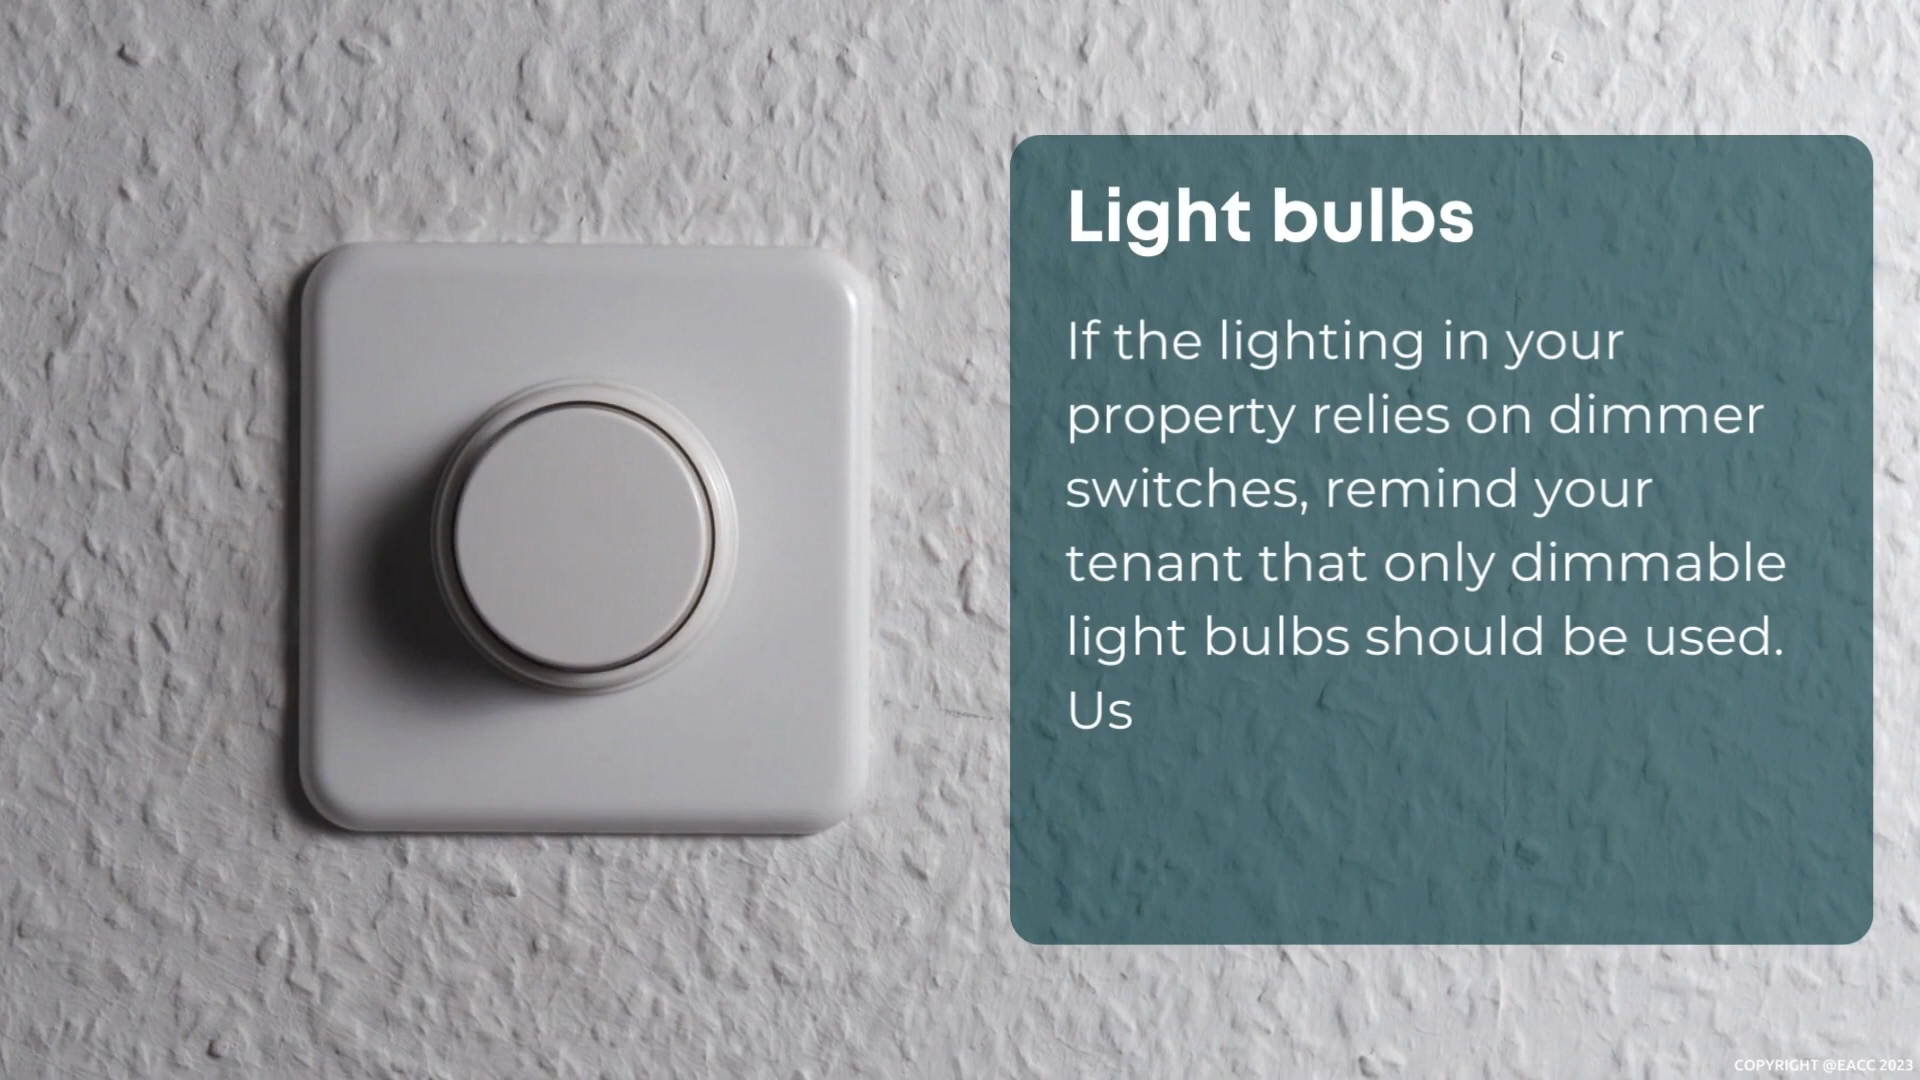 Light bulbs
If the lighting in your
property relies on dimmer
switches, remind your
tenant that only dimmable
light bulbs should be used.
Us
COPYRIGHT @EACC 2023